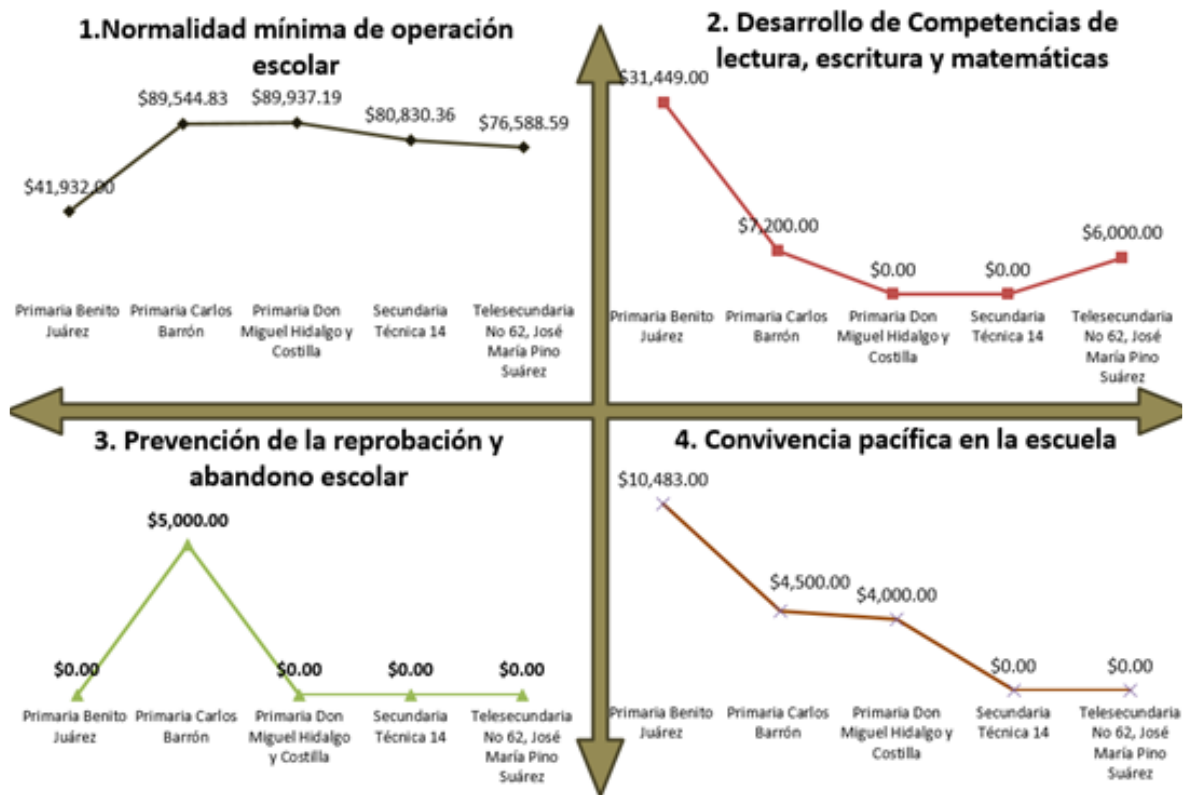 1.Normalidad mínima de operación
escolar
$41,932.00
$89,544.83
$89,937.19
$80,830.36
$76,588.59
Primaria Benito
Juárez
Primaria Carlos
Barrón
Primaria Don
Miguel Hidalgo y
Costilla
Secundaria
Técnica 14
Telesecundaria
No 62, José
María Pino
Suárez
2. Desarrollo de Competencias de
lectura, escritura y matemáticas
$31,449.00
$7,200.00
$0.00
$0.00
$6,000.00
Primaria Benito
Juárez
Primaria Carlos
Barrón
Primaria Don
Miguel Hidalgo y
Costilla
Secundaria
Técnica 14
Telesecundaria
No 62, José
María Pino
Suárez
3. Prevención de la reprobación y
abandono escolar
$0.00
$5,000.00
$0.00
$0.00
$0.00
Primaria Benito
Juárez
Primaria Carlos
Barrón
Primaria Don
Miguel Hidalgo
y Costilla
Secundaria
Técnica 14
Telesecundaria
No 62, José
María Pino
Suárez
4. Convivencia pacífica en la escuela
$10,483.00
$4,500.00
$4,000.00
$0.00
$0.00
Primaria Benito
Juárez
Primaria Carlos
Barrón
Primaria Don
Miguel Hidalgo y
Costilla
Secundaria
Técnica 14
Telesecundaria
No 62, José
María Pino
Suárez